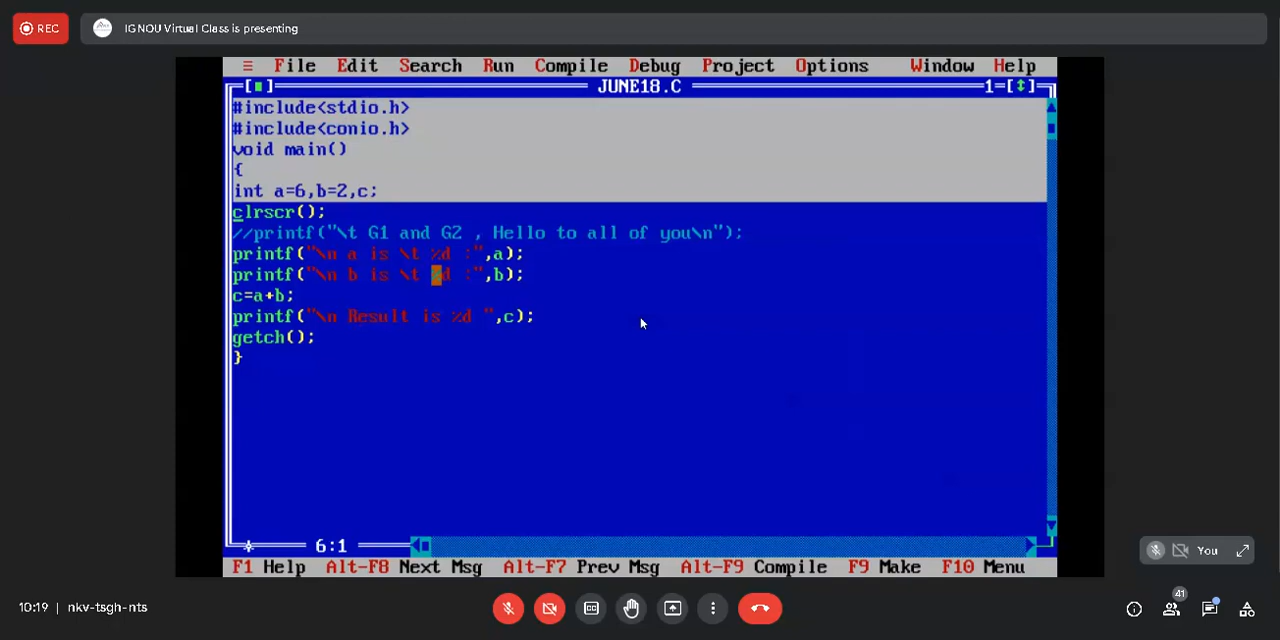 REC
IGNOU Virtual Class is presenting
≡ File Edit Search Run Compile Debug Project Options Window Help
[■] JUNE18.C 1=[↕]
#include<stdio.h>
#include<conio.h>
void main()
{
int a=6,b=2,c;
clrscr();
//printf("\t G1 and G2 , Hello to all of you\n");
printf("\n a is \t %d :",a);
printf("\n b is \t %d :",b);
c=a+b;
printf("\n Result is %d ",c);
getch();
}
6:1
F1 Help Alt-F8 Next Msg Alt-F7 Prev Msg Alt-F9 Compile F9 Make F10 Menu
You
10:19 | nkv-tsgh-nts
41